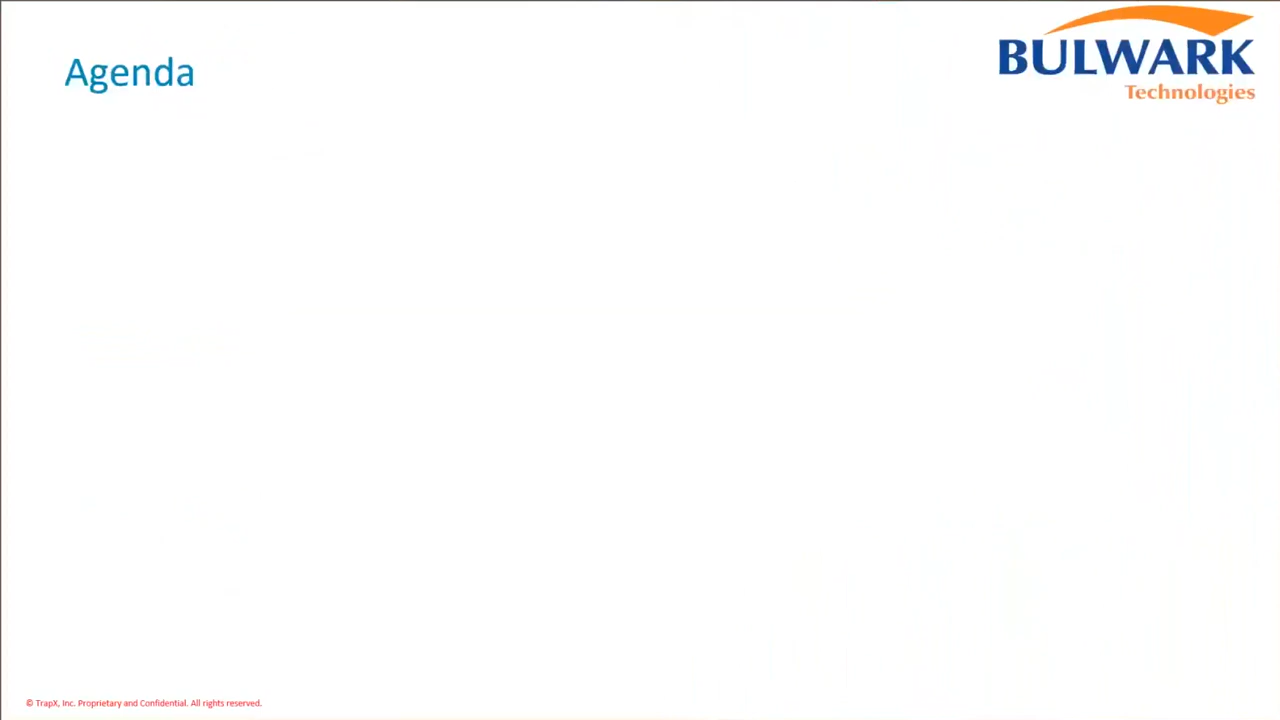 Agenda
BULWARK
Technologies
© TrapX, Inc. Proprietary and Confidential. All rights reserved.